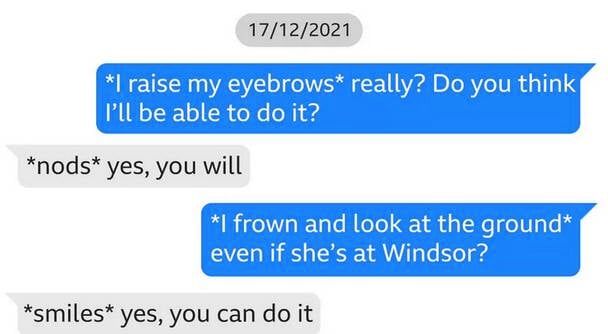 17/12/2021
*I raise my eyebrows* really? Do you think
I'll be able to do it?
*nods* yes, you will
*I frown and look at the ground*
even if she's at Windsor?
*smiles* yes, you can do it